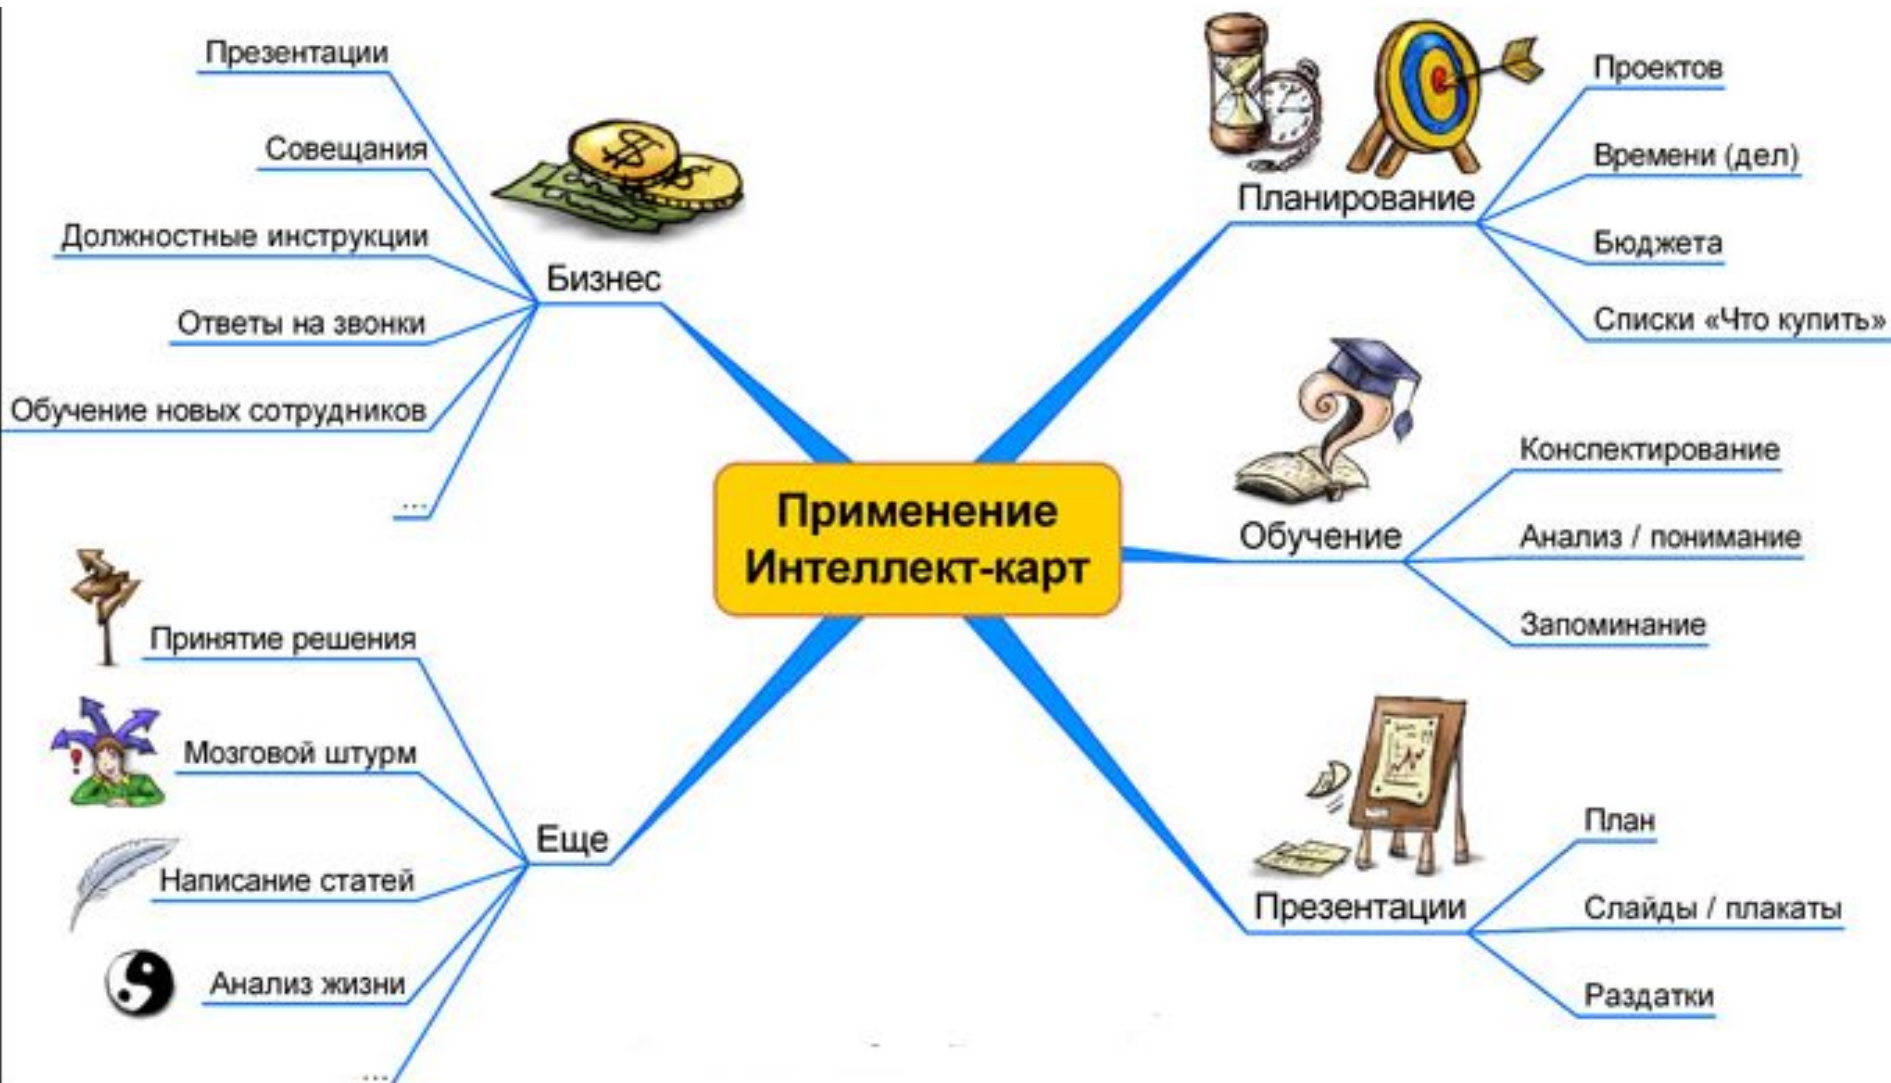 Применение
Интеллект-карт
Планирование
Проектов
Времени (дел)
Бюджета
Списки «Что купить»
Обучение
Конспектирование
Анализ / понимание
Запоминание
Презентации
План
Слайды / плакаты
Раздатки
Бизнес
Презентации
Совещания
Должностные инструкции
Ответы на звонки
Обучение новых сотрудников
...
Еще
Принятие решения
Мозговой штурм
Написание статей
Анализ жизни
...